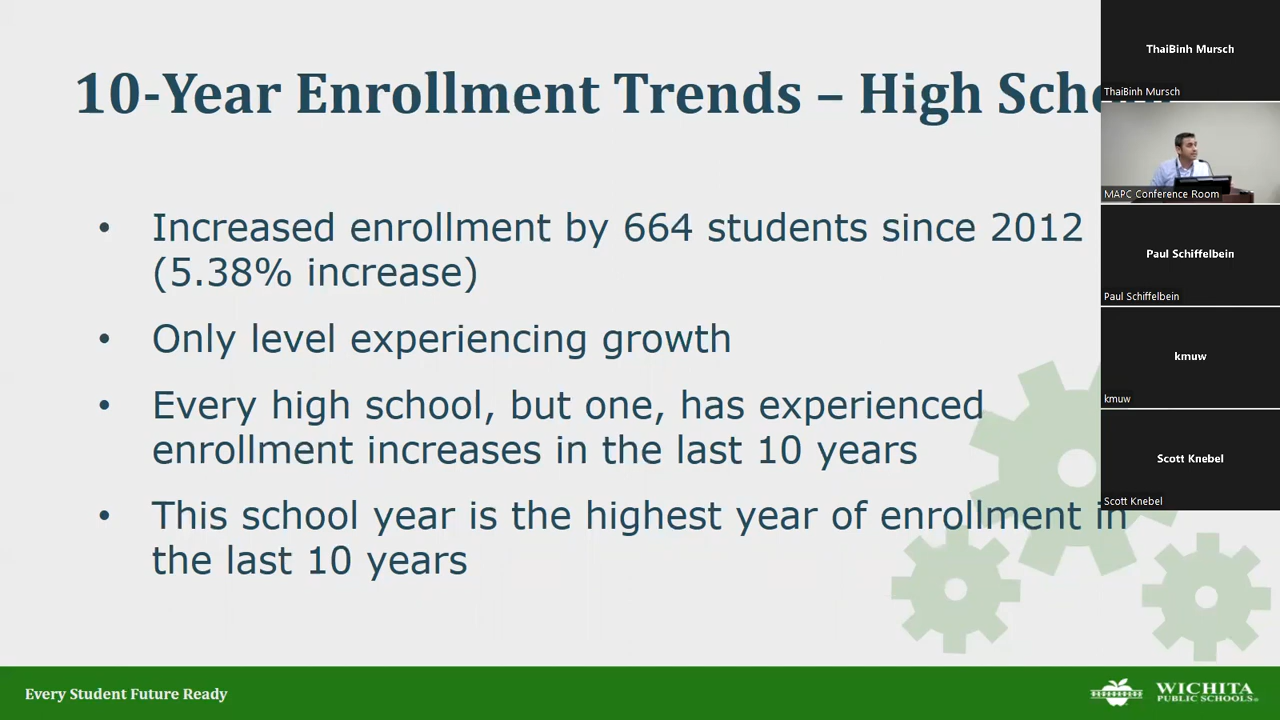 10-Year Enrollment Trends – High Scho
• Increased enrollment by 664 students since 2012
(5.38% increase)
• Only level experiencing growth
• Every high school, but one, has experienced
enrollment increases in the last 10 years
• This school year is the highest year of enrollment in
the last 10 years
Every Student Future Ready
WICHITA
PUBLIC SCHOOLS
ThaiBinh Mursch
ThaiBinh Mursch
MAPC Conference Room
Paul Schiffelbein
Paul Schiffelbein
kmuw
kmuw
Scott Knebel
Scott Knebel